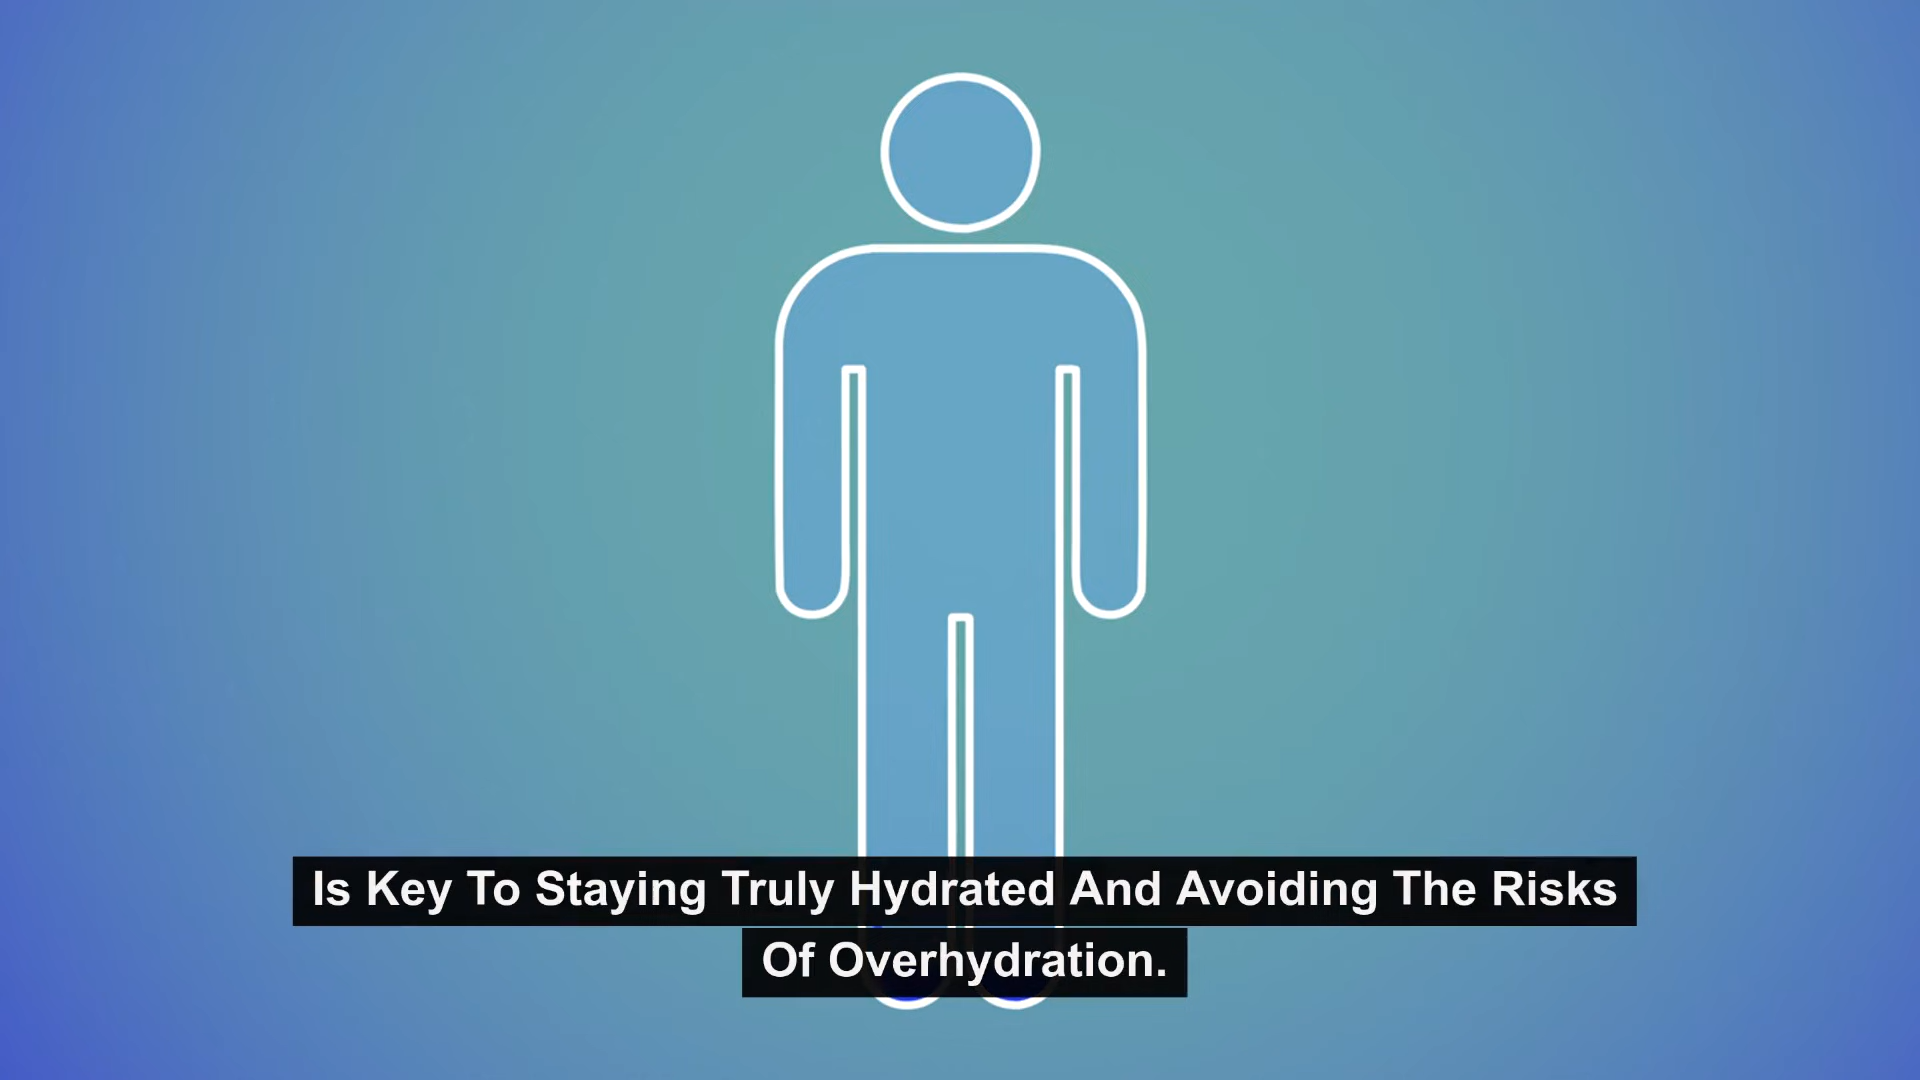 Is Key To Staying Truly Hydrated And Avoiding The Risks
Of Overhydration.